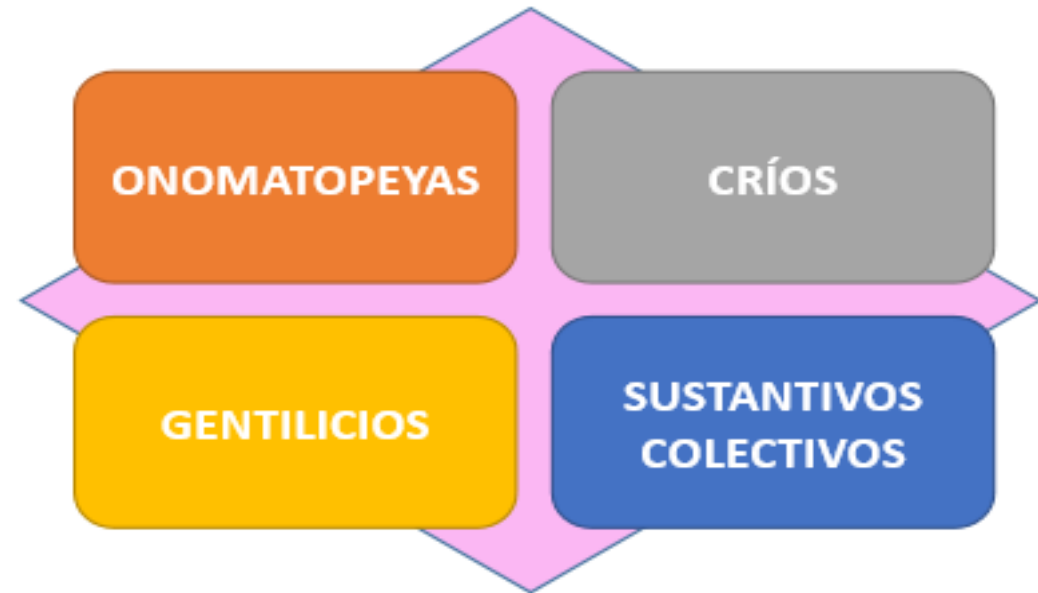 ONOMATOPEYAS
CRÍOS
GENTILICIOS
SUSTANTIVOS
COLECTIVOS